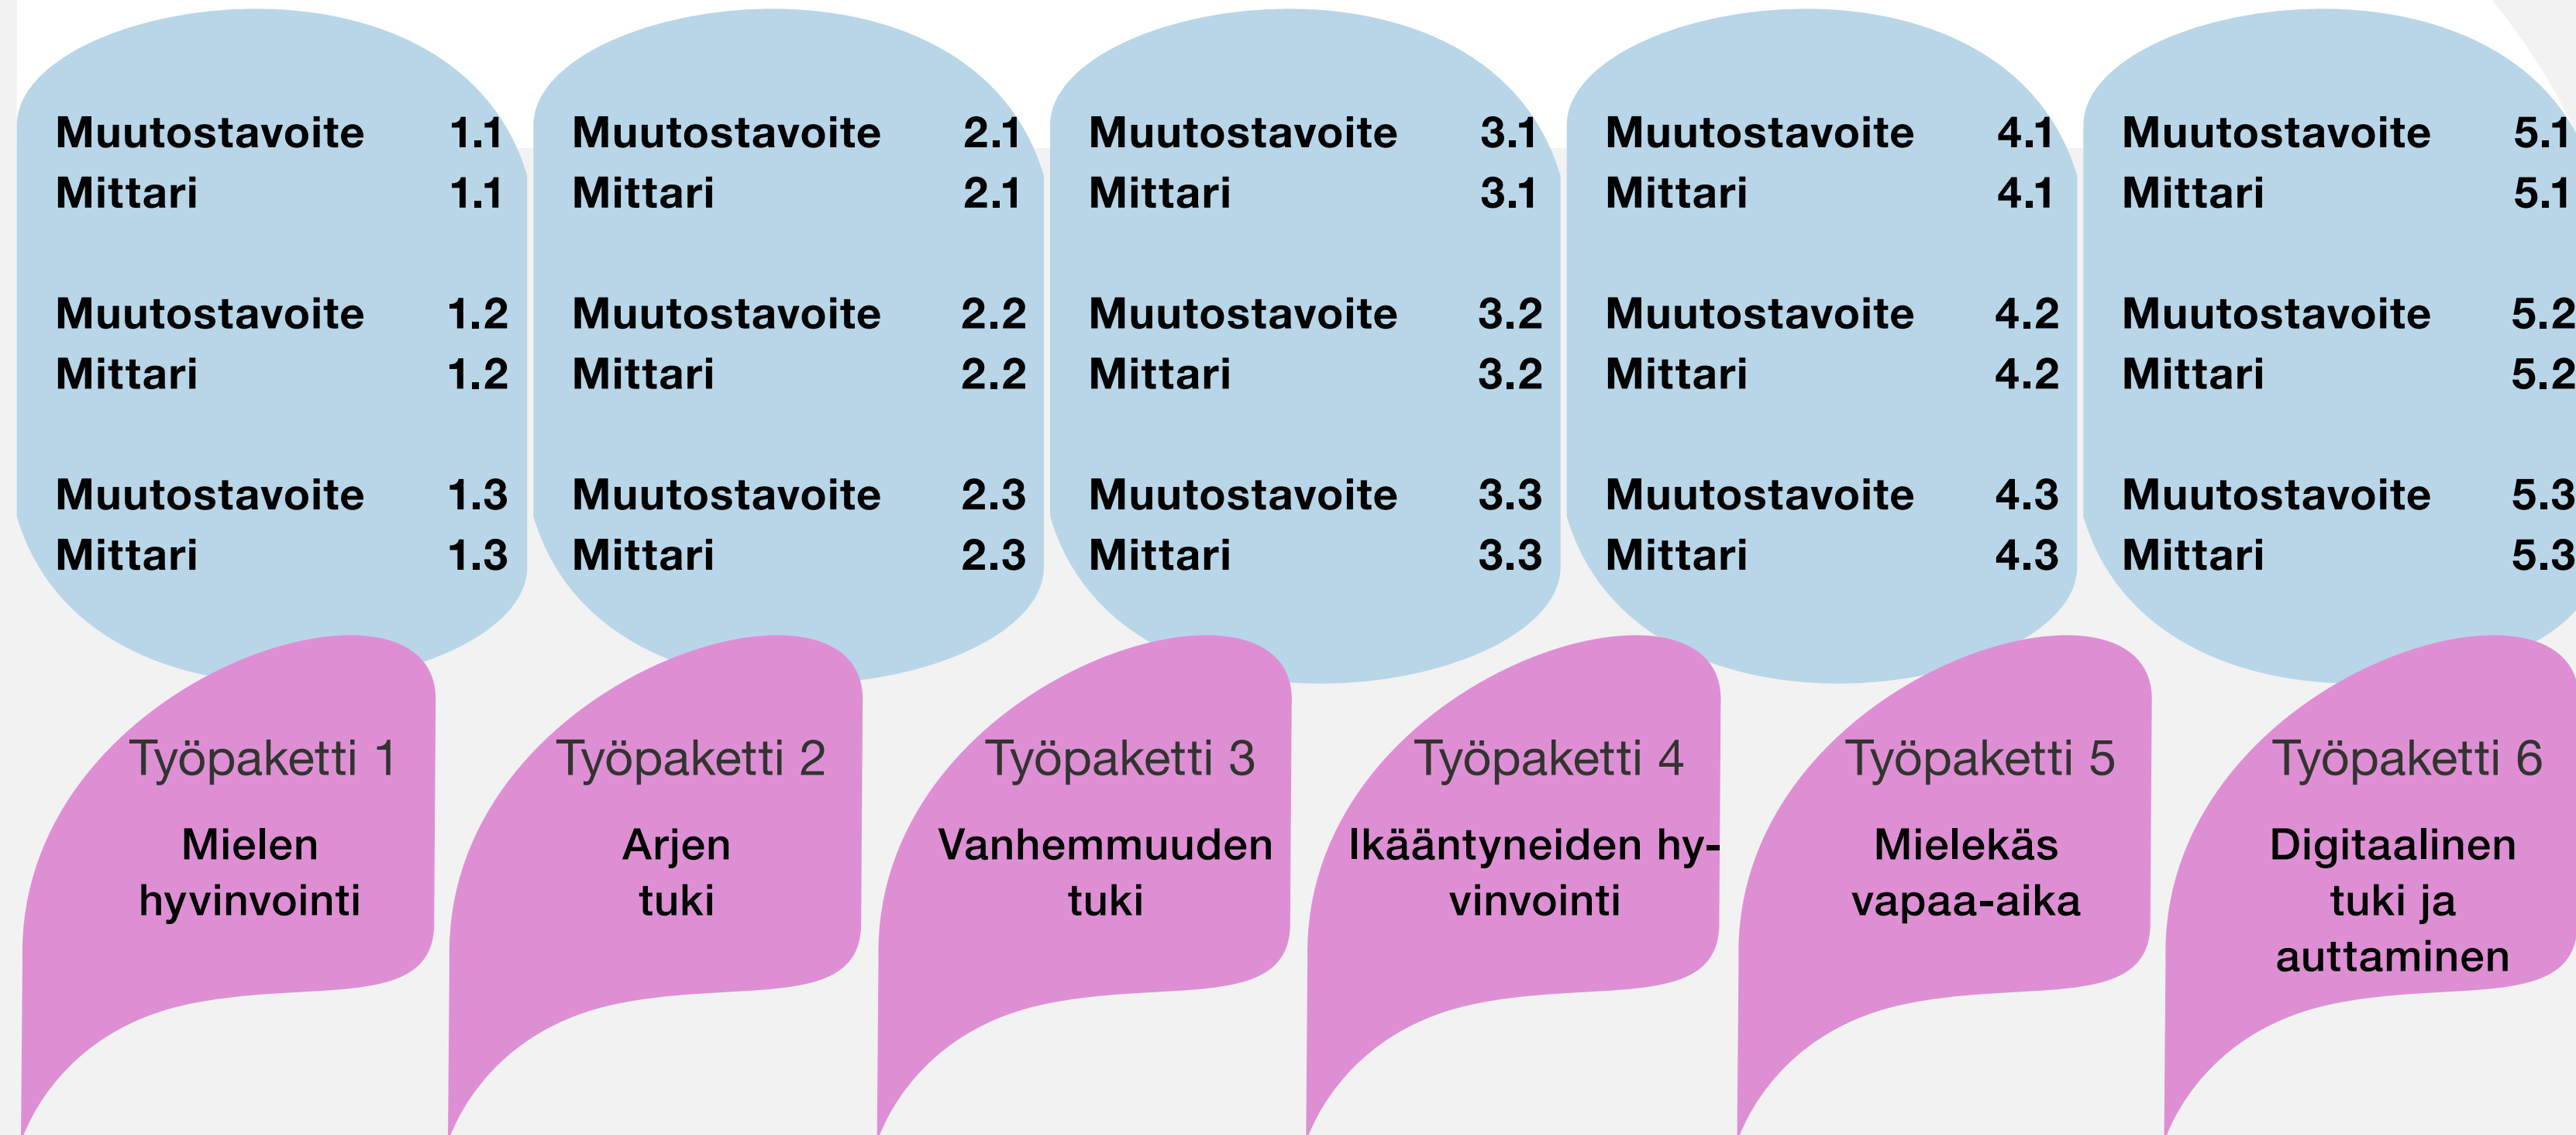 Muutostavoite 1.1
Mittari 1.1
Muutostavoite 1.2
Mittari 1.2
Muutostavoite 1.3
Mittari 1.3
Muutostavoite 2.1
Mittari 2.1
Muutostavoite 2.2
Mittari 2.2
Muutostavoite 2.3
Mittari 2.3
Muutostavoite 3.1
Mittari 3.1
Muutostavoite 3.2
Mittari 3.2
Muutostavoite 3.3
Mittari 3.3
Muutostavoite 4.1
Mittari 4.1
Muutostavoite 4.2
Mittari 4.2
Muutostavoite 4.3
Mittari 4.3
Muutostavoite 5.1
Mittari 5.1
Muutostavoite 5.2
Mittari 5.2
Muutostavoite 5.3
Mittari 5.3
Työpaketti 1
Mielen
hyvinvointi
Työpaketti 2
Arjen
tuki
Työpaketti 3
Vanhemmuuden
tuki
Työpaketti 4
Ikääntyneiden hy-
vinvointi
Työpaketti 5
Mielekäs
vapaa-aika
Työpaketti 6
Digitaalinen
tuki ja
auttaminen